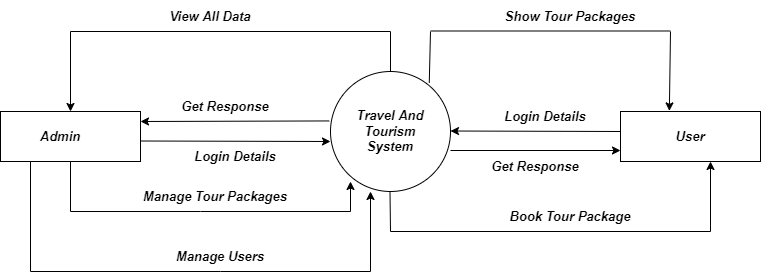 View All Data
Show Tour Packages
Get Response
Login Details
Admin
Travel And
Tourism
System
User
Login Details
Get Response
Manage Tour Packages
Book Tour Package
Manage Users